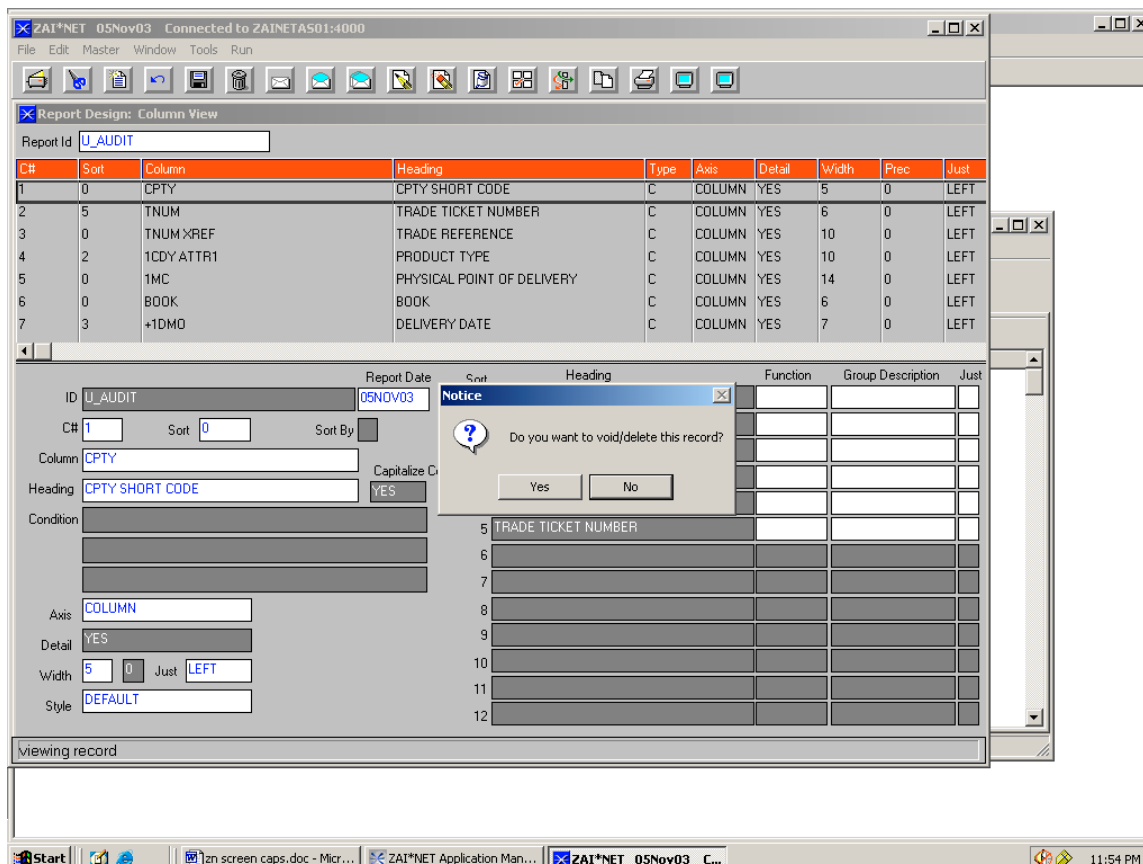 ZAI*NET 05Nov03 Connected to ZAINETAS01:4000
File Edit Master Window Tools Run
Report Design: Column View
Report Id U_AUDIT
C# Sort Column Heading Type Axis Detail Width Prec Just
1 0 CPTY CPTY SHORT CODE C COLUMN YES 5 0 LEFT
2 5 TNUM TRADE TICKET NUMBER C COLUMN YES 6 0 LEFT
3 0 TNUM XREF TRADE REFERENCE C COLUMN YES 10 0 LEFT
4 2 1CDY ATTR1 PRODUCT TYPE C COLUMN YES 10 0 LEFT
5 0 1MC PHYSICAL POINT OF DELIVERY C COLUMN YES 14 0 LEFT
6 0 BOOK BOOK C COLUMN YES 6 0 LEFT
7 3 +1DMO DELIVERY DATE C COLUMN YES 7 0 LEFT
Report Date Sort Heading Function Group Description Just
ID U_AUDIT 05NOV03
C# 1 Sort 0 Sort By
Column CPTY
Capitalize C
Heading CPTY SHORT CODE YES
Condition
Axis COLUMN
Detail YES
Width 5 0 Just LEFT
Style DEFAULT
Notice
Do you want to void/delete this record?
Yes No
5 TRADE TICKET NUMBER
6
7
8
9
10
11
12
viewing record
Start zn screen caps.doc - Micr... ZAI*NET Application Man... ZAI*NET 05Nov03 C... 11:54 PM